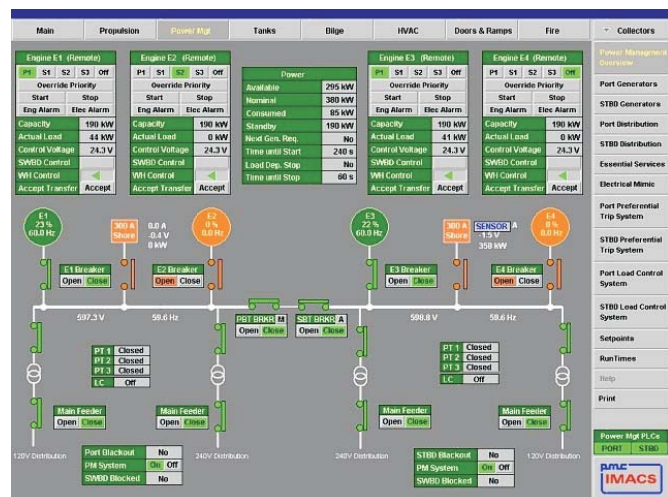 Main Propulsion Power Mgt Tanks Bilge HVAC Doors & Ramps Fire Collectors
Engine E1 (Remote)
P1 S1 S2 S3 Off
Override Priority
Start Stop
Eng Alarm Elec Alarm
Capacity 190 kW
Actual Load 44 kW
Control Voltage 24.3 V
SWBD Control
WH Control
Accept Transfer Accept
Engine E2 (Remote)
P1 S1 S2 S3 Off
Override Priority
Start Stop
Eng Alarm Elec Alarm
Capacity 190 kW
Actual Load 0 kW
Control Voltage 24.3 V
SWBD Control
WH Control
Accept Transfer Accept
Power
Available 295 kW
Nominal 380 kW
Consumed 85 kW
Standby 190 kW
Next Gen. Req. No
Time until Start 240 s
Load Dep. Stop No
Time until Stop 60 s
Engine E3 (Remote)
P1 S1 S2 S3 Off
Override Priority
Start Stop
Eng Alarm Elec Alarm
Capacity 190 kW
Actual Load 41 kW
Control Voltage 24.3 V
SWBD Control
WH Control
Accept Transfer Accept
Engine E4 (Remote)
P1 S1 S2 S3 Off
Override Priority
Start Stop
Eng Alarm Elec Alarm
Capacity 190 kW
Actual Load 0 kW
Control Voltage 24.3 V
SWBD Control
WH Control
Accept Transfer Accept
E1
23 %
60.0 Hz
300 A
Shore
0.0 A
-0.4 V
0 kW
E2
0 %
0.0 Hz
E3
22 %
60.0 Hz
300 A
Shore
SENSOR A
-1.5 V
350 kW
E4
0 %
0.0 Hz
E1 Breaker
Open Close
E2 Breaker
Open Close
E3 Breaker
Open Close
E4 Breaker
Open Close
597.3 V 59.6 Hz
PBT BRKR M
Open Close
SBT BRKR A
Open Close
598.8 V 59.6 Hz
PT 1 Closed
PT 2 Closed
PT 3 Closed
LC Off
PT 1 Closed
PT 2 Closed
PT 3 Closed
LC Off
Main Feeder
Open Close
Main Feeder
Open Close
Main Feeder
Open Close
Main Feeder
Open Close
120V Distribution
240V Distribution
240V Distribution
120V Distribution
Port Blackout No
PM System On Off
SWBD Blocked No
STBD Blackout No
PM System On Off
SWBD Blocked No
Power Managment
Overview
Port Generators
STBD Generators
Port Distribution
STBD Distribution
Essential Services
Electrical Mimic
Port Preferential
Trip System
STBD Preferential
Trip System
Port Load Control
System
STBD Load Control
System
Setpoints
RunTimes
Help
Print
Power Mgt PLCs
PORT STBD
pmc
IMACS